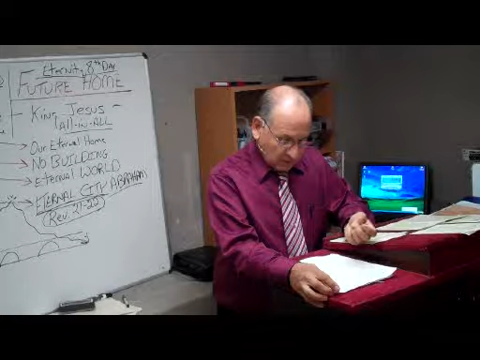 Eternity 8th Day
FUTURE HOME
King Jesus
All-in-ALL
Our Eternal Home
NO BUILDING
Eternal WORLD
ETERNAL CITY ABRAHAM
Rev. 21-22